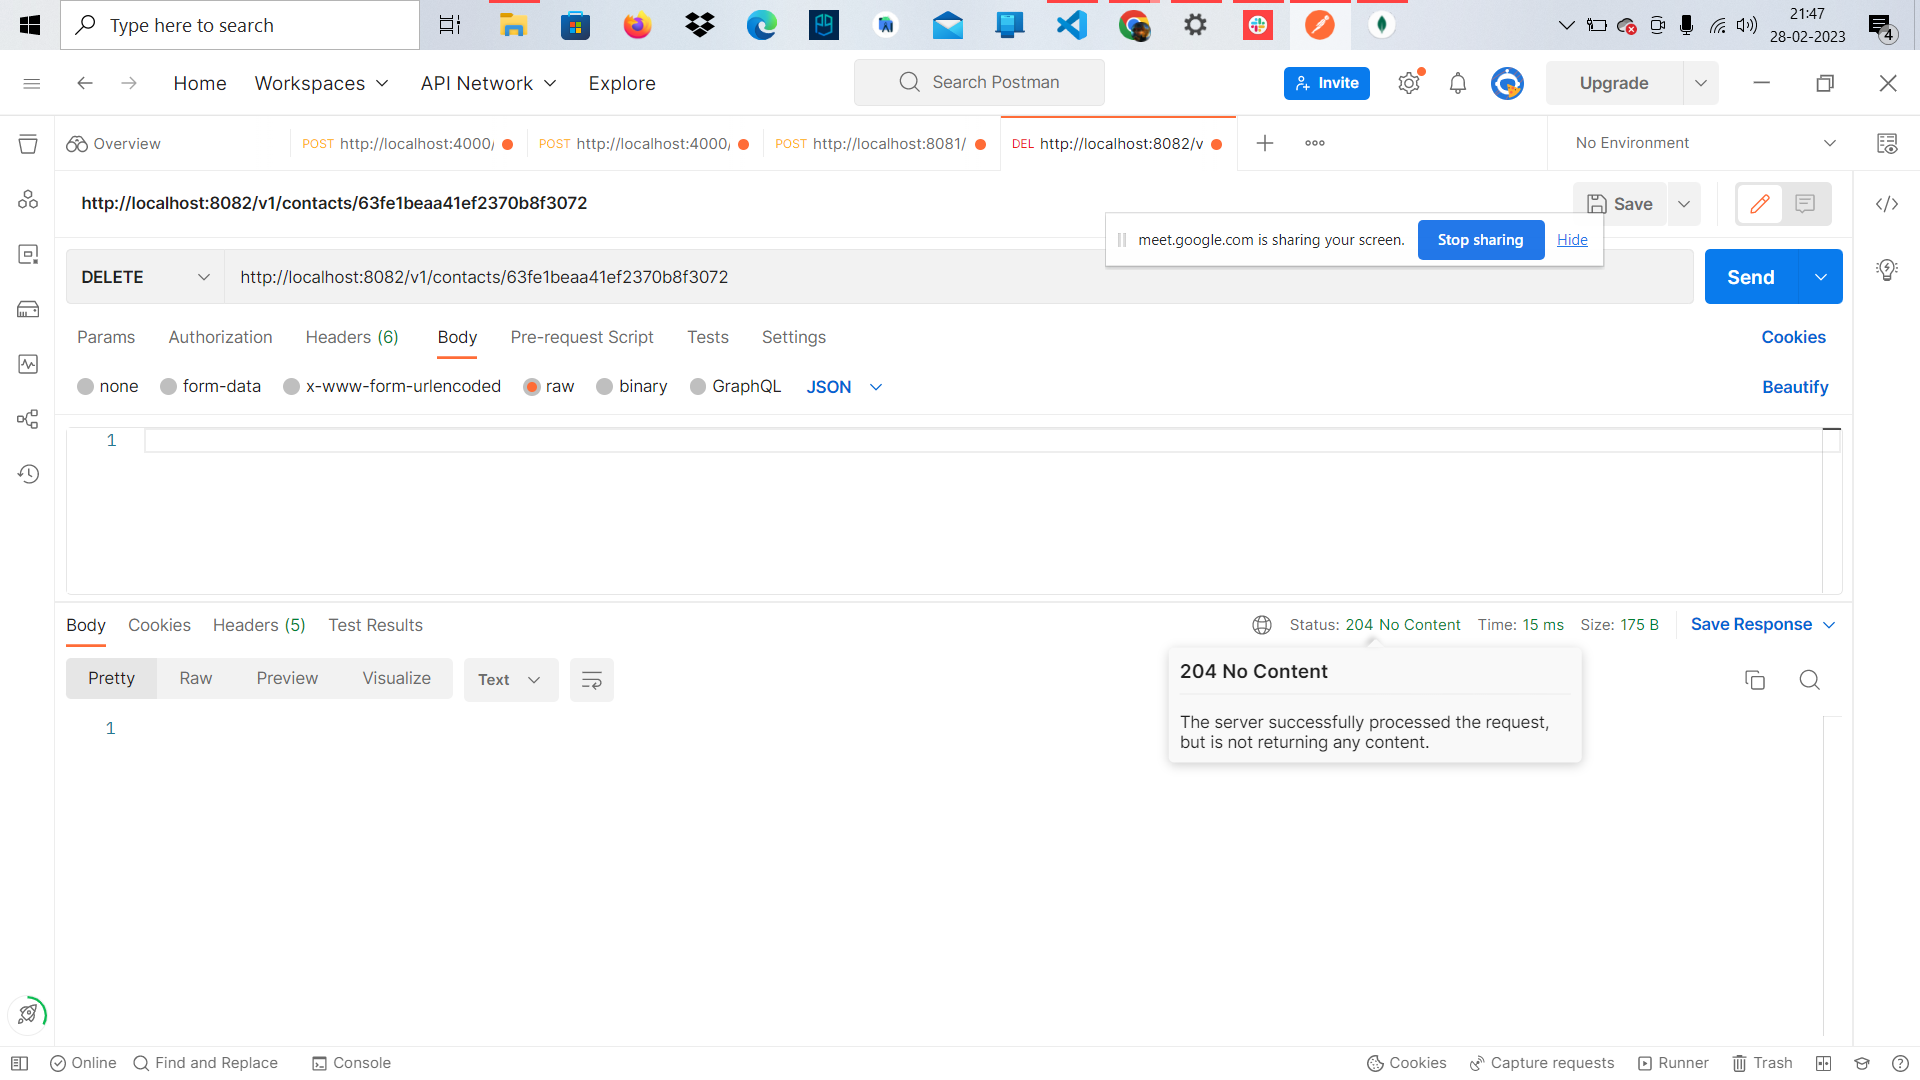 Type here to search
21:47
28-02-2023
4
Home Workspaces API Network Explore
Search Postman
Invite
Upgrade
Overview
POST http://localhost:4000/
POST http://localhost:4000/
POST http://localhost:8081/
DEL http://localhost:8082/v
No Environment
http://localhost:8082/v1/contacts/63fe1beaa41ef2370b8f3072
Save
meet.google.com is sharing your screen. Stop sharing Hide
DELETE http://localhost:8082/v1/contacts/63fe1beaa41ef2370b8f3072 Send
Params Authorization Headers (6) Body Pre-request Script Tests Settings Cookies
none form-data x-www-form-urlencoded raw binary GraphQL JSON Beautify
1
Body Cookies Headers (5) Test Results Status: 204 No Content Time: 15 ms Size: 175 B Save Response
204 No Content
The server successfully processed the request,
but is not returning any content.
Pretty Raw Preview Visualize Text
1
Online Find and Replace Console Cookies Capture requests Runner Trash